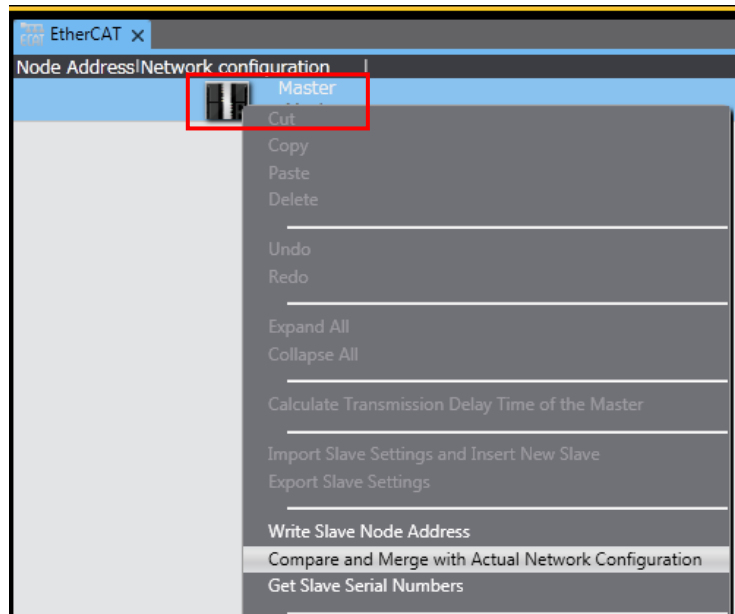 EtherCAT
Node Address|Network configuration |
Master
Cut
Copy
Paste
Delete
Undo
Redo
Expand All
Collapse All
Calculate Transmission Delay Time of the Master
Import Slave Settings and Insert New Slave
Export Slave Settings
Write Slave Node Address
Compare and Merge with Actual Network Configuration
Get Slave Serial Numbers